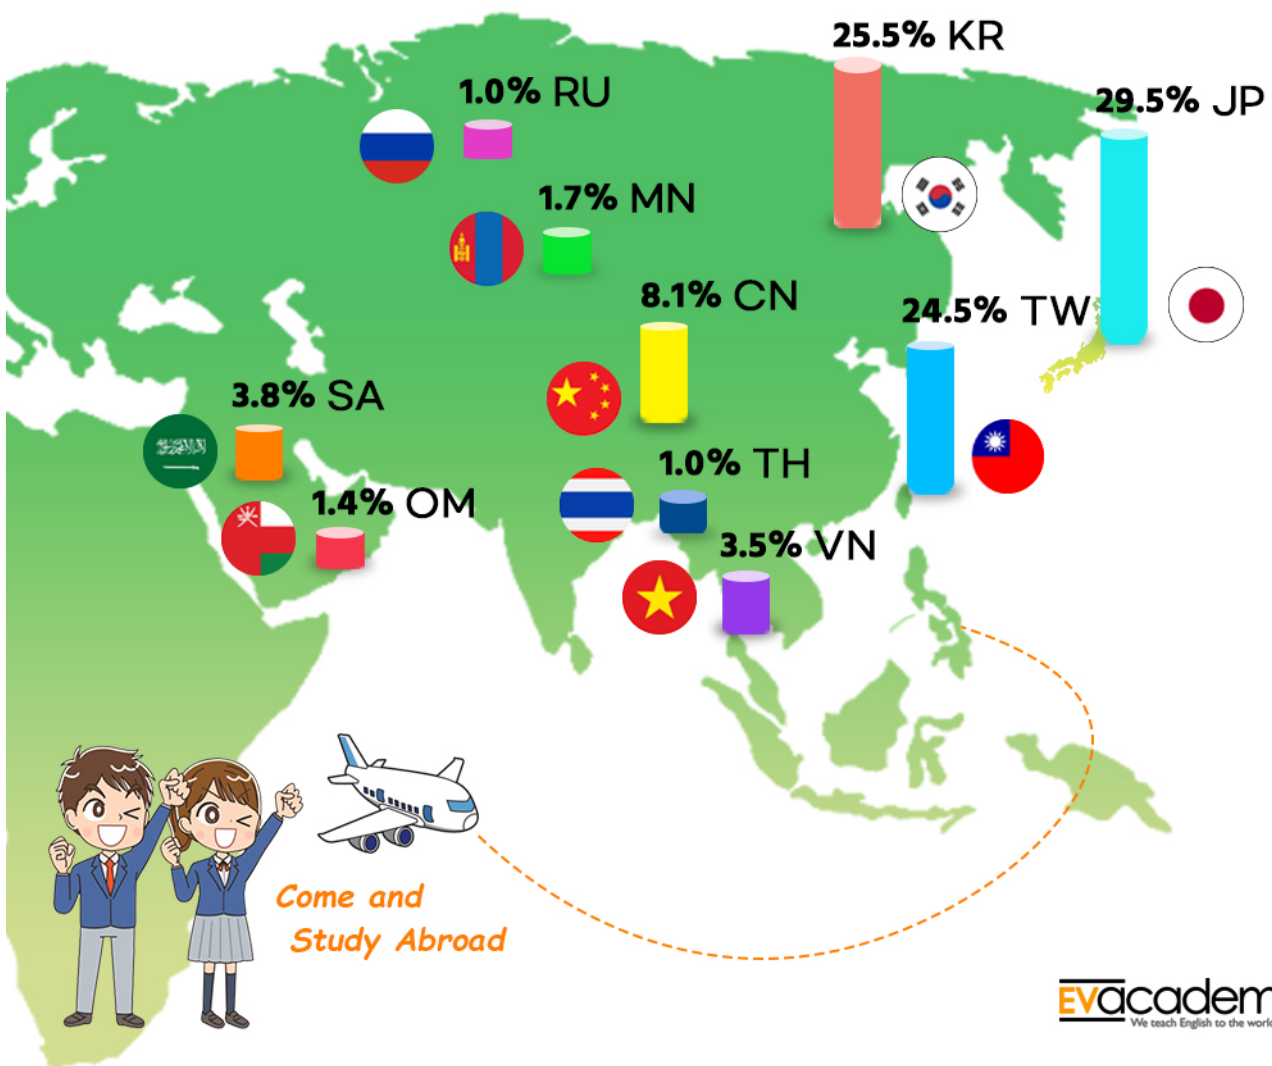 25.5% KR
1.0% RU
29.5% JP
1.7% MN
8.1% CN
24.5% TW
3.8% SA
1.0% TH
1.4% OM
3.5% VN
Come and
Study Abroad
EVacadem
We teach English to the world